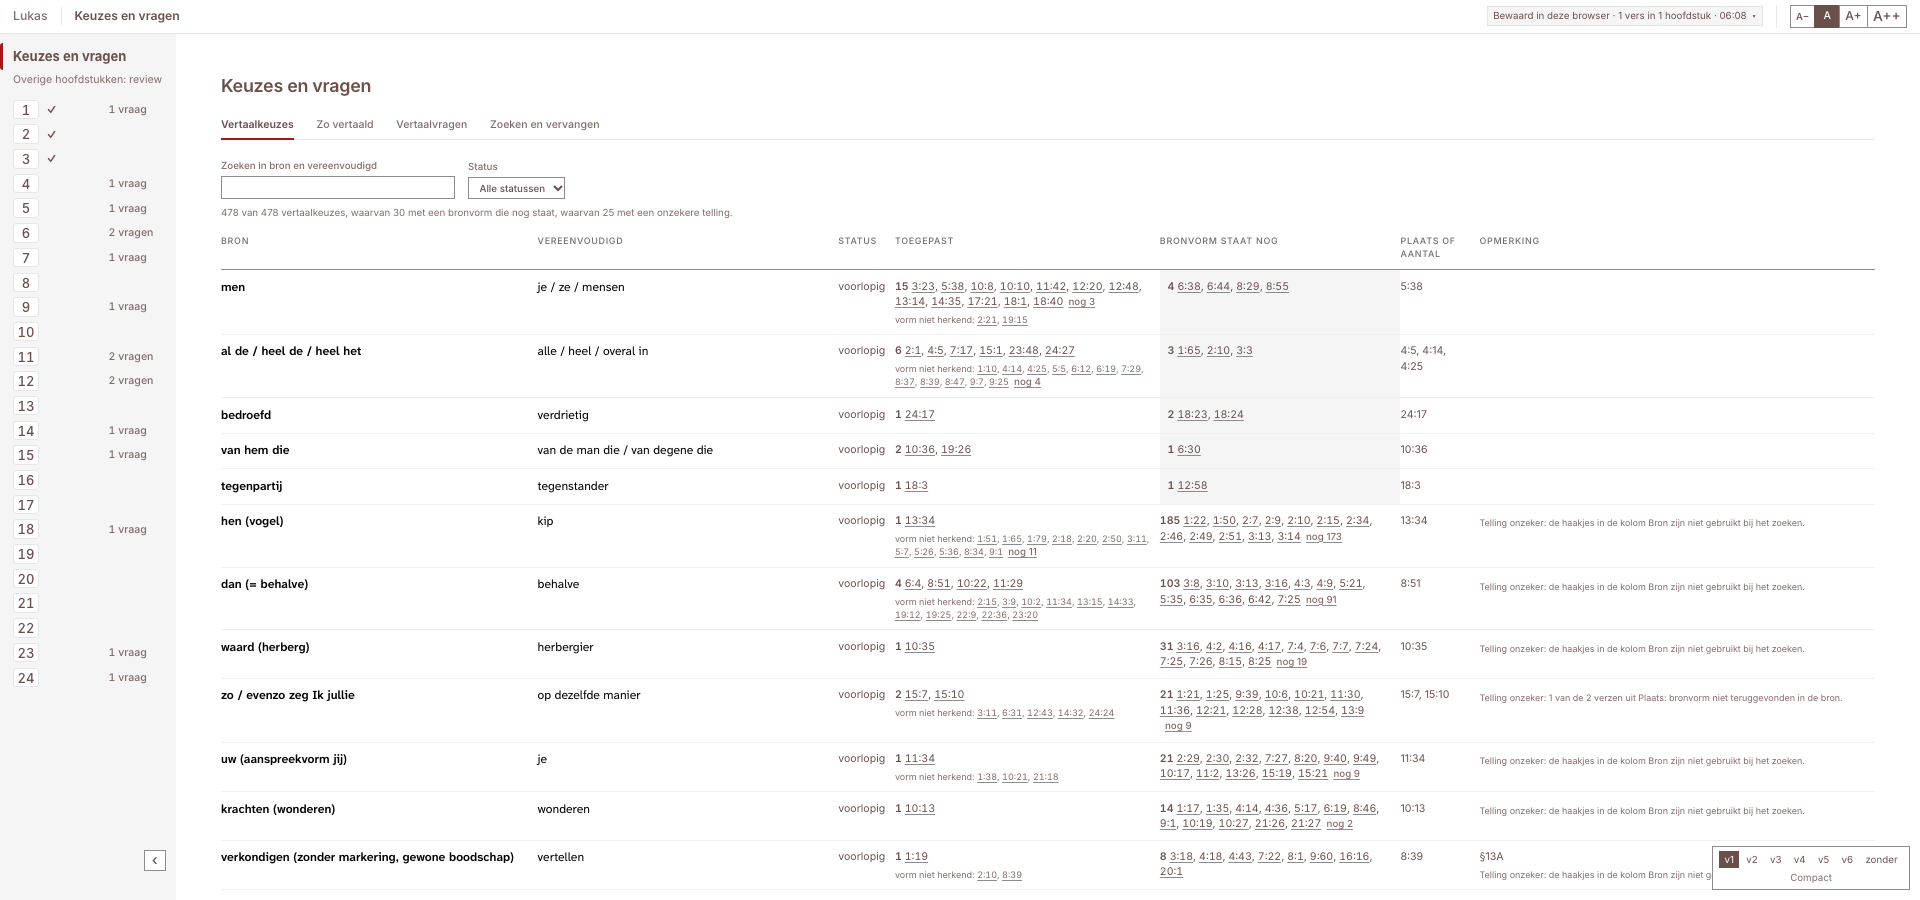 Lukas
Keuzes en vragen
Bewaard in deze browser · 1 vers in 1 hoofdstuk · 06:08
A−
A
A+
A++
Keuzes en vragen
Overige hoofdstukken: review
1 ✓ 1 vraag
2 ✓
3 ✓
4 1 vraag
5 1 vraag
6 2 vragen
7 1 vraag
8
9 1 vraag
10
11 2 vragen
12 2 vragen
13
14 1 vraag
15 1 vraag
16
17
18 1 vraag
19
20
21
22
23 1 vraag
24 1 vraag
Keuzes en vragen
Vertaalkeuzes Zo vertaald Vertaalvragen Zoeken en vervangen
Zoeken in bron en vereenvoudigd
Status
Alle statussen
478 van 478 vertaalkeuzes, waarvan 30 met een bronvorm die nog staat, waarvan 25 met een onzekere telling.
BRON VEREENVOUDIGD STATUS TOEGEPAST BRONVORM STAAT NOG PLAATS OF AANTAL OPMERKING
men
je / ze / mensen
voorlopig
15 3:23, 5:38, 10:8, 10:10, 11:42, 12:20, 12:48,
13:14, 14:35, 17:21, 18:1, 18:40 nog 3
vorm niet herkend: 2:21, 19:15
4 6:38, 6:44, 8:29, 8:55
5:38
al de / heel de / heel het
alle / heel / overal in
voorlopig
6 2:1, 4:5, 7:17, 15:1, 23:48, 24:27
vorm niet herkend: 1:10, 4:14, 4:25, 5:5, 6:12, 6:19, 7:29,
8:37, 8:39, 8:47, 9:7, 9:25 nog 4
3 1:65, 2:10, 3:3
4:5, 4:14,
4:25
bedroefd
verdrietig
voorlopig
1 24:17
2 18:23, 18:24
24:17
van hem die
van de man die / van degene die
voorlopig
2 10:36, 19:26
1 6:30
10:36
tegenpartij
tegenstander
voorlopig
1 18:3
1 12:58
18:3
hen (vogel)
kip
voorlopig
1 13:34
vorm niet herkend: 1:51, 1:65, 1:79, 2:18, 2:20, 2:50, 3:11,
5:7, 5:26, 5:36, 8:34, 9:1 nog 11
185 1:22, 1:50, 2:7, 2:9, 2:10, 2:15, 2:34,
2:46, 2:49, 2:51, 3:13, 3:14 nog 173
13:34
Telling onzeker: de haakjes in de kolom Bron zijn niet gebruikt bij het zoeken.
dan (= behalve)
behalve
voorlopig
4 6:4, 8:51, 10:22, 11:29
vorm niet herkend: 2:15, 3:9, 10:2, 11:34, 13:15, 14:33,
19:12, 19:25, 22:9, 22:36, 23:20
103 3:8, 3:10, 3:13, 3:16, 4:3, 4:9, 5:21,
5:35, 6:35, 6:36, 6:42, 7:25 nog 91
8:51
Telling onzeker: de haakjes in de kolom Bron zijn niet gebruikt bij het zoeken.
waard (herberg)
herbergier
voorlopig
1 10:35
31 3:16, 4:2, 4:16, 4:17, 7:4, 7:6, 7:7, 7:24,
7:25, 7:26, 8:15, 8:25 nog 19
10:35
Telling onzeker: de haakjes in de kolom Bron zijn niet gebruikt bij het zoeken.
zo / evenzo zeg Ik jullie
op dezelfde manier
voorlopig
2 15:7, 15:10
vorm niet herkend: 3:11, 6:31, 12:43, 14:32, 24:24
21 1:21, 1:25, 9:39, 10:6, 10:21, 11:30,
11:36, 12:21, 12:28, 12:38, 12:54, 13:9
nog 9
15:7, 15:10
Telling onzeker: 1 van de 2 verzen uit Plaats: bronvorm niet teruggevonden in de bron.
uw (aanspreekvorm jij)
je
voorlopig
1 11:34
vorm niet herkend: 1:38, 10:21, 21:18
21 2:29, 2:30, 2:32, 7:27, 8:20, 9:40, 9:49,
10:17, 11:2, 13:26, 15:19, 15:21 nog 9
11:34
Telling onzeker: de haakjes in de kolom Bron zijn niet gebruikt bij het zoeken.
krachten (wonderen)
wonderen
voorlopig
1 10:13
14 1:17, 1:35, 4:14, 4:36, 5:17, 6:19, 8:46,
9:1, 10:19, 10:27, 21:26, 21:27 nog 2
10:13
Telling onzeker: de haakjes in de kolom Bron zijn niet gebruikt bij het zoeken.
verkondigen (zonder markering, gewone boodschap)
vertellen
voorlopig
1 1:19
vorm niet herkend: 2:10, 8:39
8 3:18, 4:18, 4:43, 7:22, 8:1, 9:60, 16:16,
20:1
8:39
§13A
Telling onzeker: de haakjes in de kolom Bron zijn niet g
v1 v2 v3 v4 v5 v6 zonder
Compact